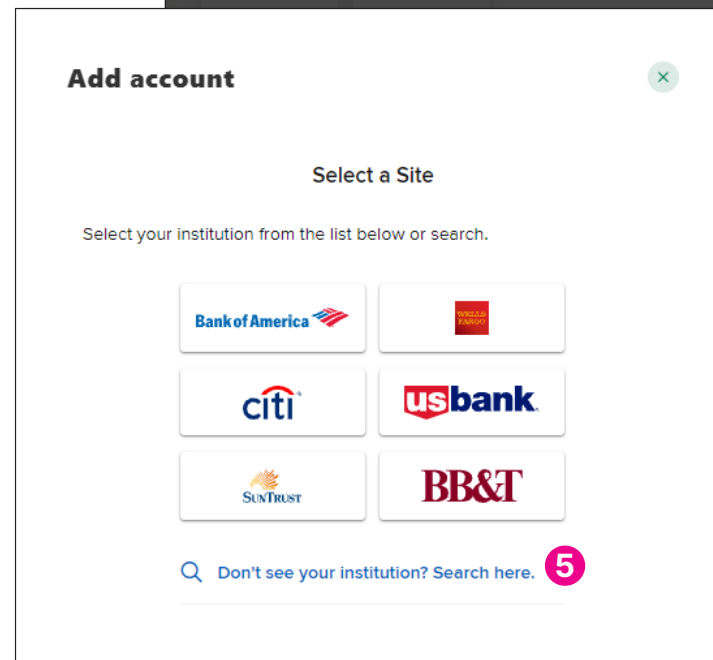 Add account
Select a Site
Select your institution from the list below or search.
Bank of America
WELLS
FARGO
citi
usbank
SUNTRUST
BB&T
Don't see your institution? Search here.
5